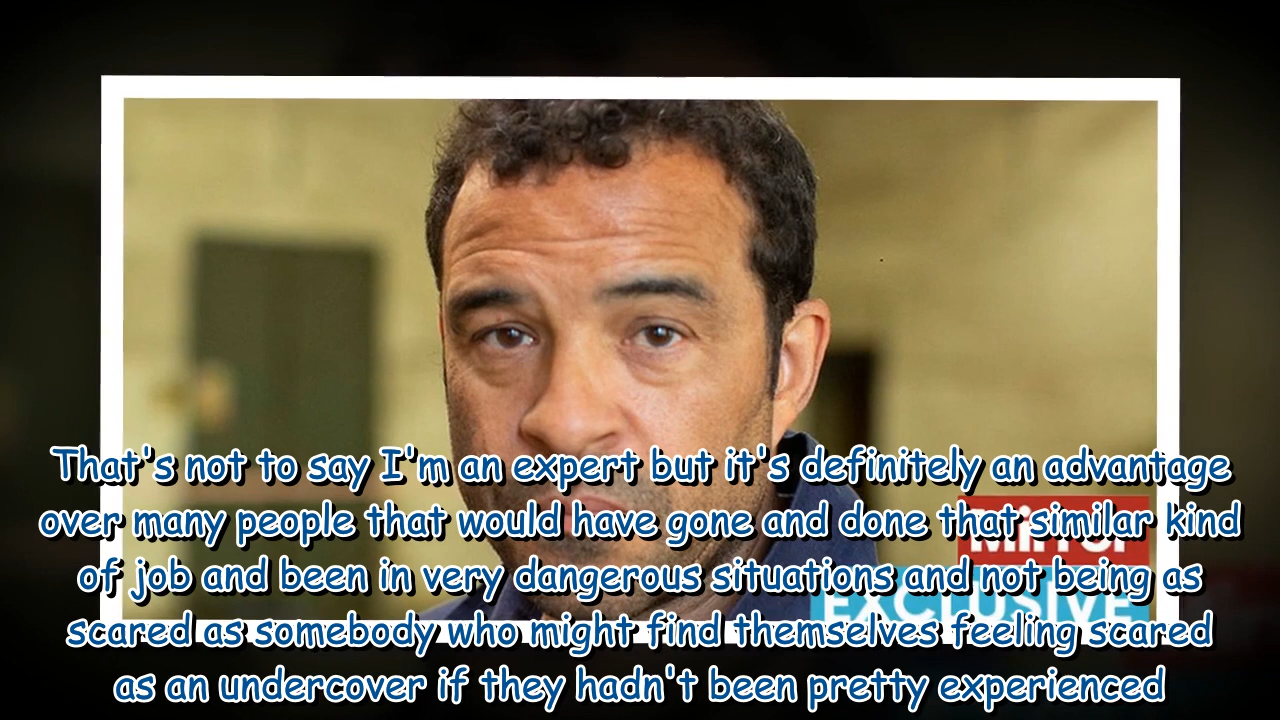 That's not to say I'm an expert but it's definitely an advantage
over many people that would have gone and done that similar kind
Mirror
of job and been in very dangerous situations and not being as
EXCLUSIVE
scared as somebody who might find themselves feeling scared
as an undercover if they hadn't been pretty experienced